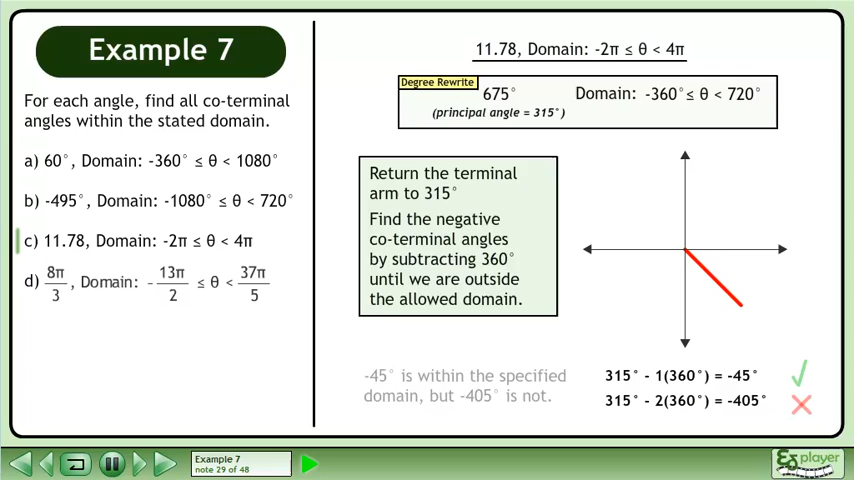 Example 7
For each angle, find all co-terminal
angles within the stated domain.
a) 60°, Domain: -360° ≤ θ < 1080°
b) -495°, Domain: -1080° ≤ θ < 720°
c) 11.78, Domain: -2π ≤ θ < 4π
d) 8π/3, Domain: -13π/2 ≤ θ < 37π/5
11.78, Domain: -2π ≤ θ < 4π
Degree Rewrite
675° Domain: -360°≤ θ < 720°
(principal angle = 315°)
Return the terminal
arm to 315°
Find the negative
co-terminal angles
by subtracting 360°
until we are outside
the allowed domain.
-45° is within the specified
domain, but -405° is not.
315° - 1(360°) = -45°
315° - 2(360°) = -405°
Example 7
note 29 of 48
player